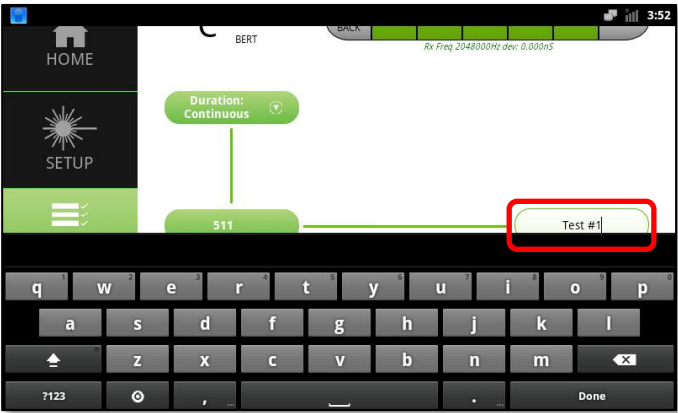 3:52
HOME
BERT
BACK
Rx Freq 2048000Hz dev: 0.000nS
Duration:
Continuous
SETUP
511
Test #1
1 2 3 4 5 6 7 8 9 0
q w e r t y u i o p
a s d f g h j k l
z x c v b n m
?123 , ... . ... Done